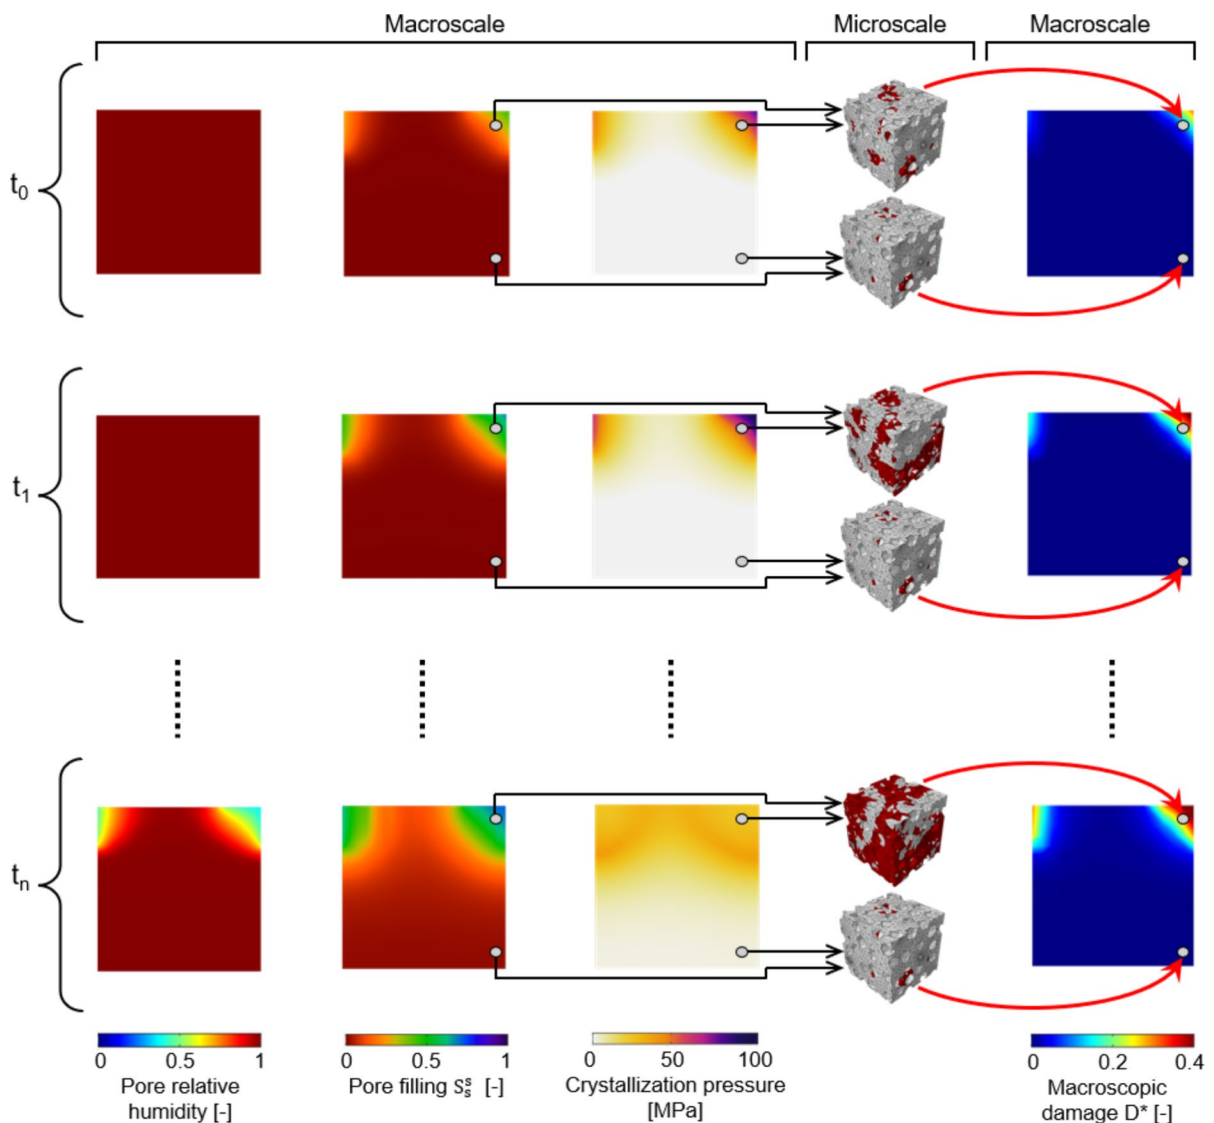 Macroscale Microscale Macroscale
t0
t1
tn
0 0.5 1 0 0.5 1 0 50 100 0 0.2 0.4
Pore relative
humidity [-]
Pore filling S_s^s [-]
Crystallization pressure
[MPa]
Macroscopic
damage D* [-]